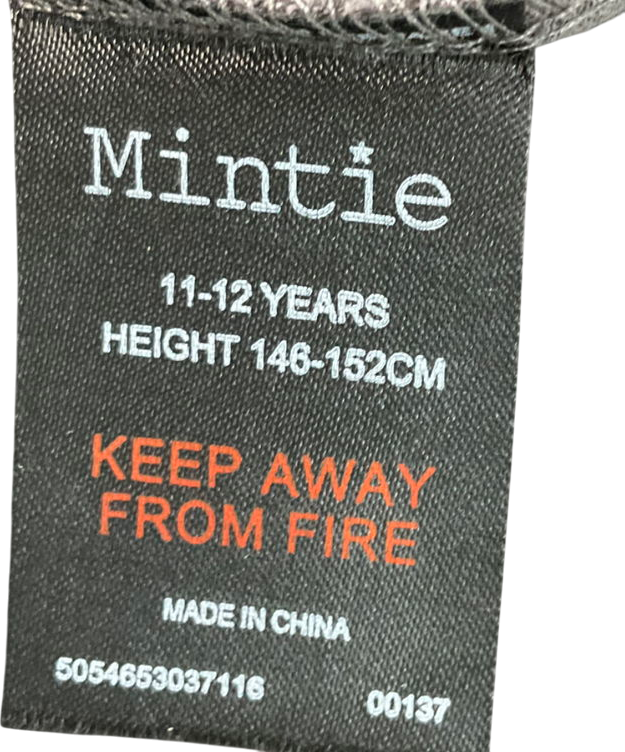 Mintie
11-12 YEARS
HEIGHT 146-152CM
KEEP AWAY
FROM FIRE
MADE IN CHINA
5054653037116 00137